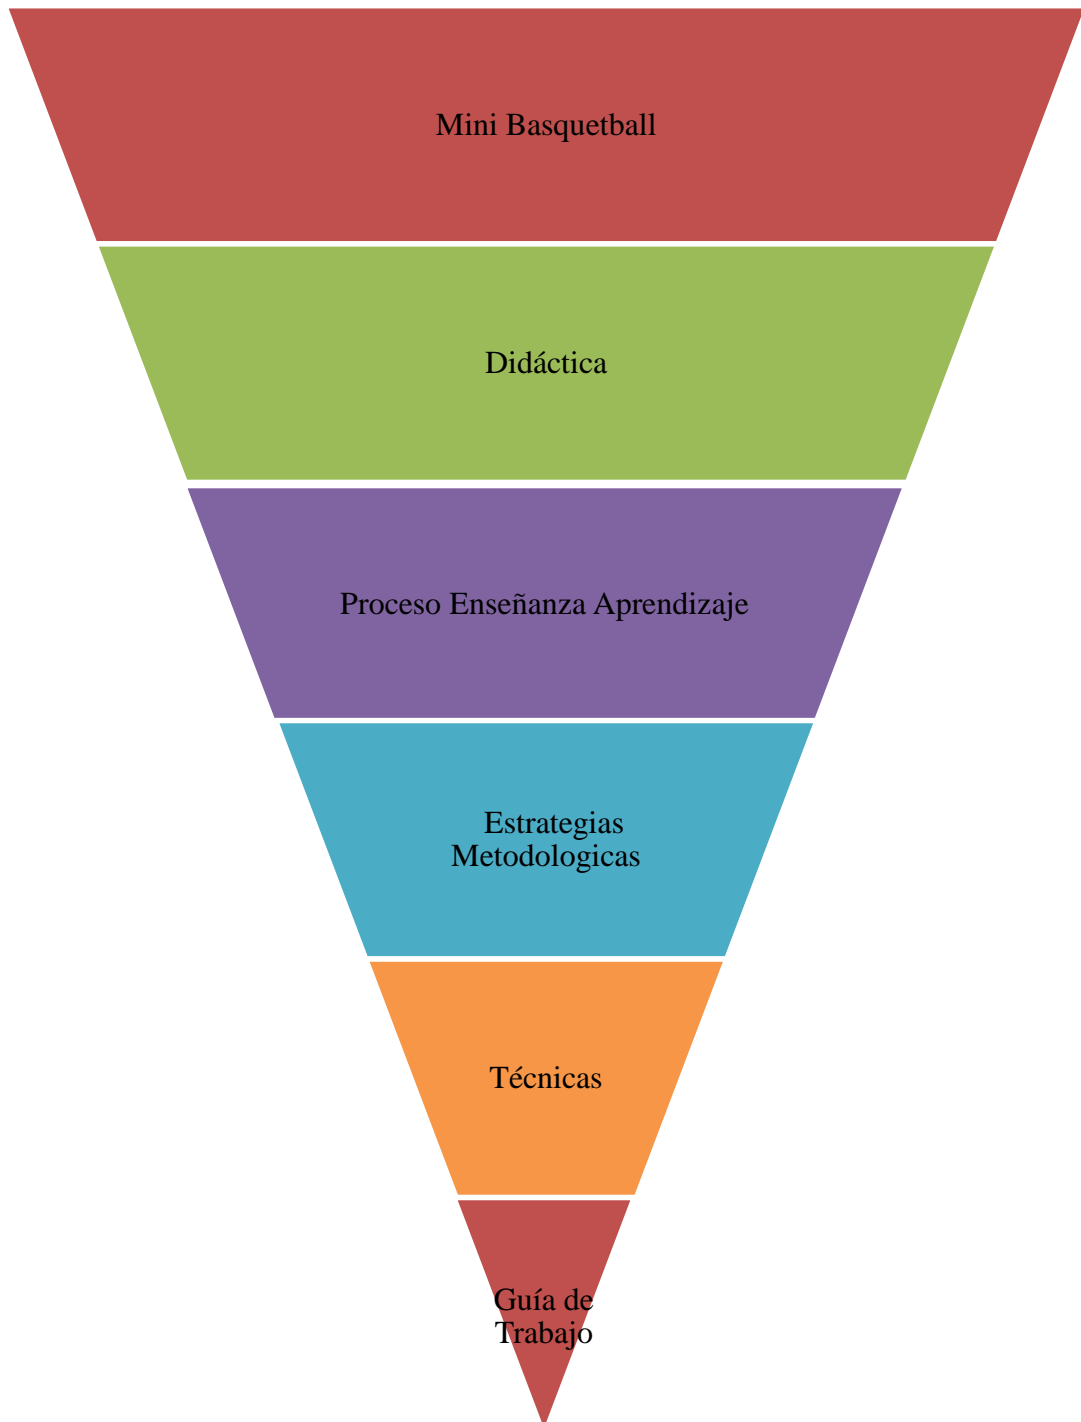 Mini Basquetball
Didáctica
Proceso Enseñanza Aprendizaje
Estrategias
Metodologicas
Técnicas
Guía de
Trabajo